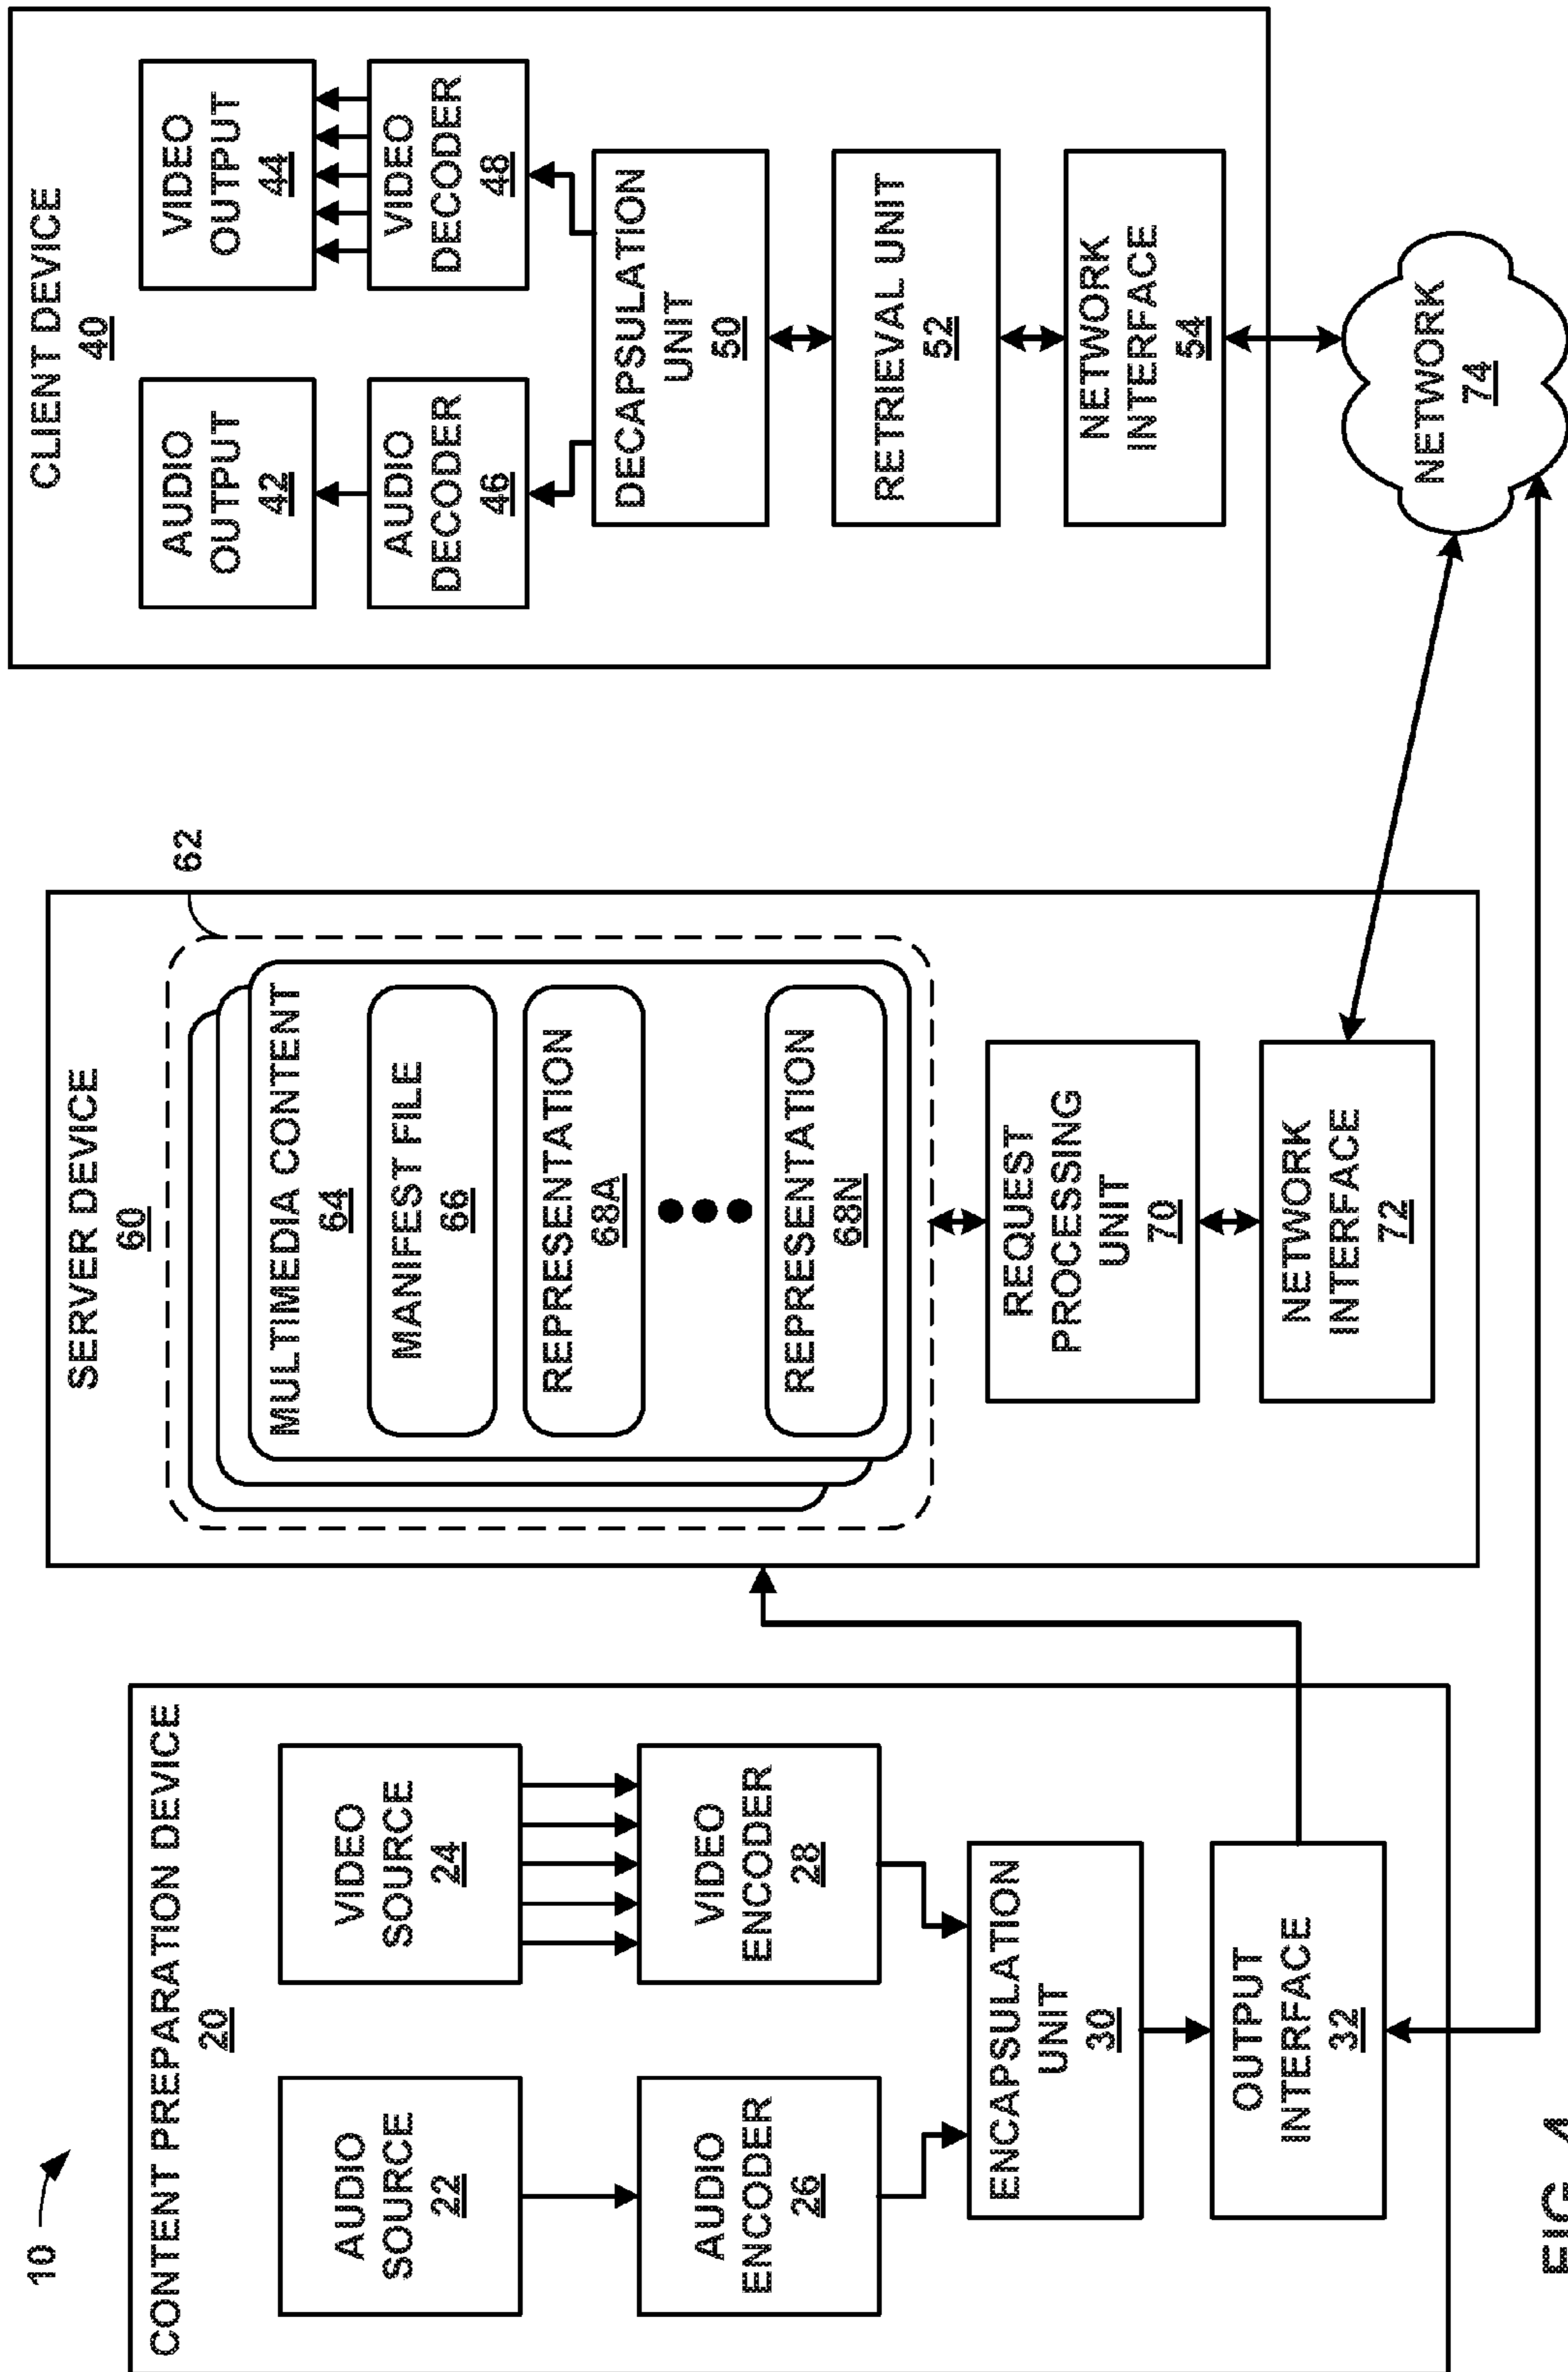 10
CONTENT PREPARATION DEVICE
20
AUDIO
SOURCE
22
VIDEO
SOURCE
24
AUDIO
ENCODER
26
VIDEO
ENCODER
28
ENCAPSULATION
UNIT
30
OUTPUT
INTERFACE
32
SERVER DEVICE
60
62
MULTIMEDIA CONTENT
64
MANIFEST FILE
66
REPRESENTATION
68A
REPRESENTATION
68N
REQUEST
PROCESSING
UNIT
70
NETWORK
INTERFACE
72
CLIENT DEVICE
40
AUDIO
OUTPUT
42
VIDEO
OUTPUT
44
AUDIO
DECODER
46
VIDEO
DECODER
48
DECAPSULATION
UNIT
50
RETRIEVAL UNIT
52
NETWORK
INTERFACE
54
NETWORK
74